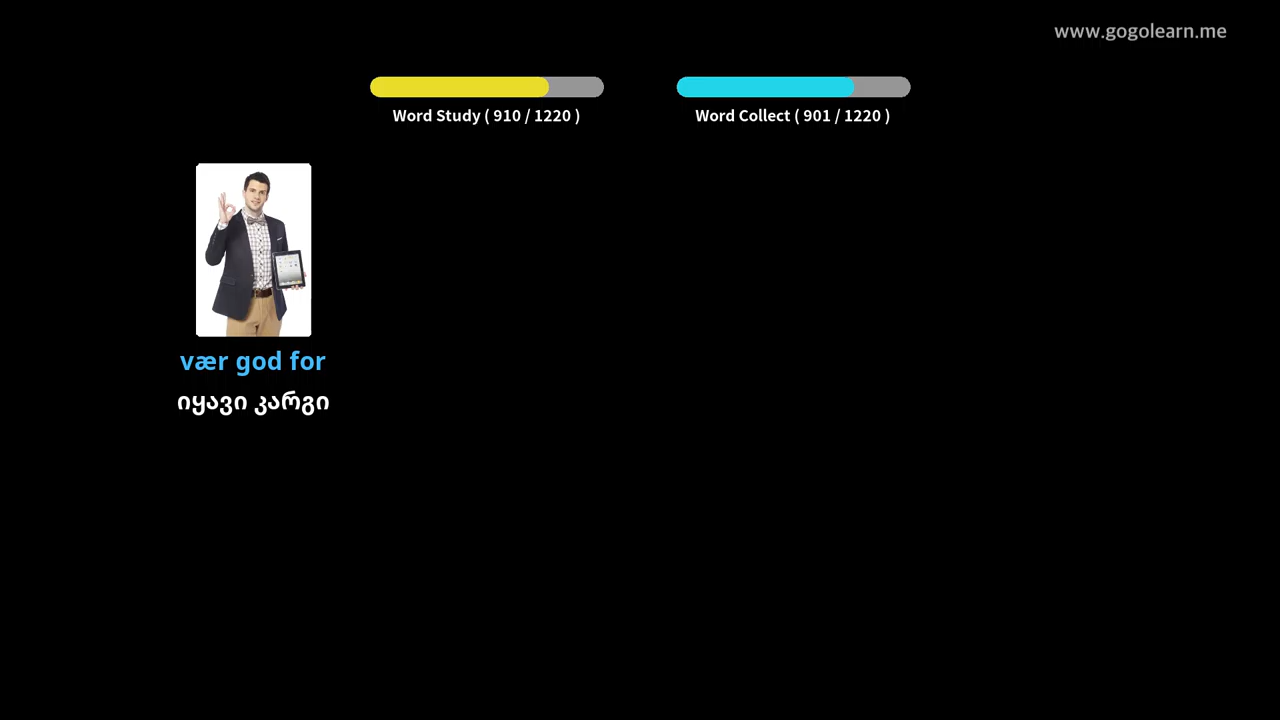 www.gogolearn.me
Word Study ( 910 / 1220 )
Word Collect ( 901 / 1220 )
vær god for
იყავი კარგი